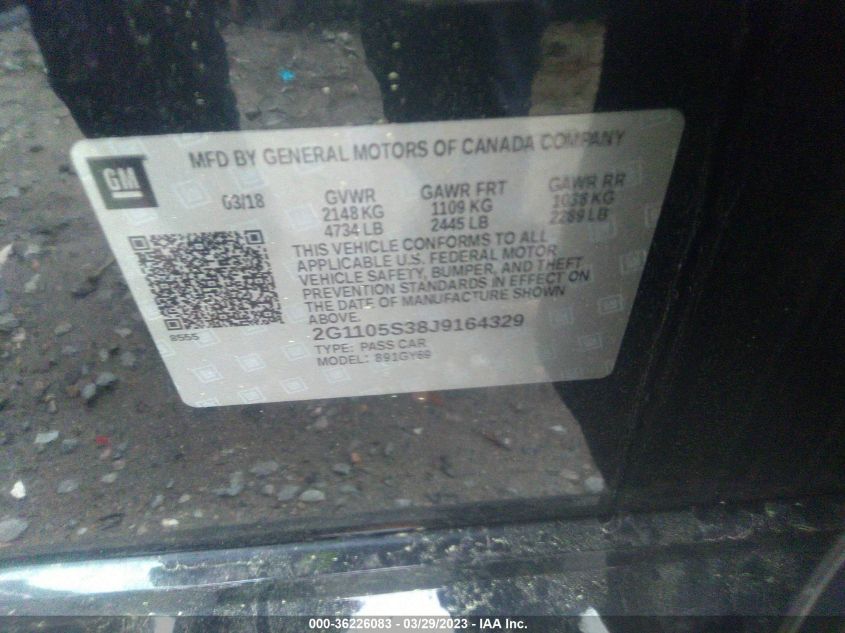 GM
MFD BY GENERAL MOTORS OF CANADA COMPANY
03/18
GVWR
2148 KG
4734 LB
GAWR FRT
1109 KG
2445 LB
GAWR RR
1038 KG
2289 LB
THIS VEHICLE CONFORMS TO ALL
APPLICABLE U.S. FEDERAL MOTOR
VEHICLE SAFETY, BUMPER, AND THEFT
PREVENTION STANDARDS IN EFFECT ON
THE DATE OF MANUFACTURE SHOWN
ABOVE.
8555
2G1105S38J9164329
TYPE: PASS CAR
MODEL: 891GY69
000-36226083 - 03/29/2023 - IAA Inc.